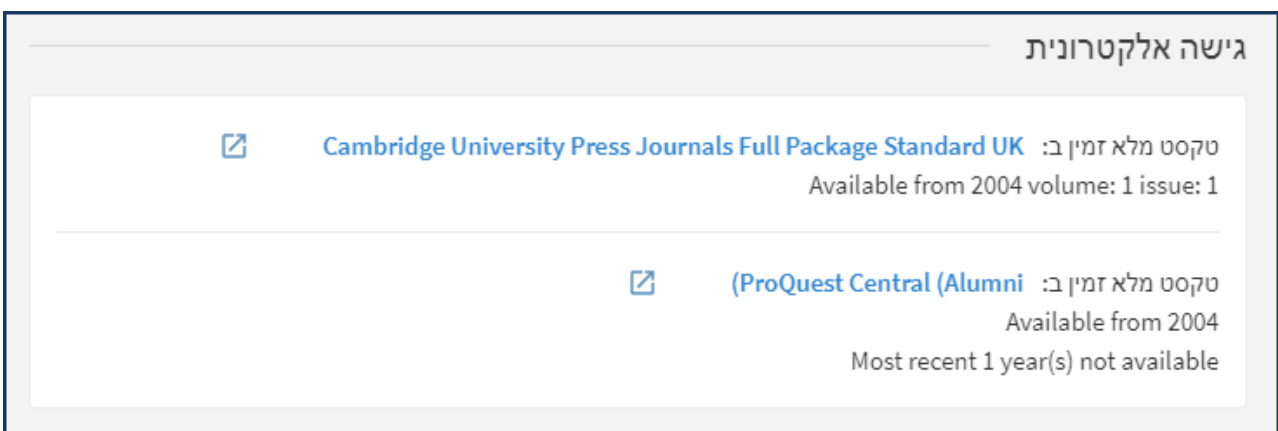 גישה אלקטרונית
טקסט מלא זמין ב: Cambridge University Press Journals Full Package Standard UK
Available from 2004 volume: 1 issue: 1
טקסט מלא זמין ב: (ProQuest Central (Alumni
Available from 2004
Most recent 1 year(s) not available